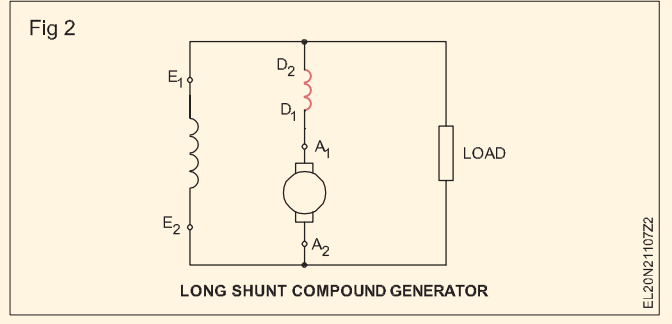 Fig 2
E1
D2
D1
A1
LOAD
E2
A2
LONG SHUNT COMPOUND GENERATOR
EL20N21107Z2